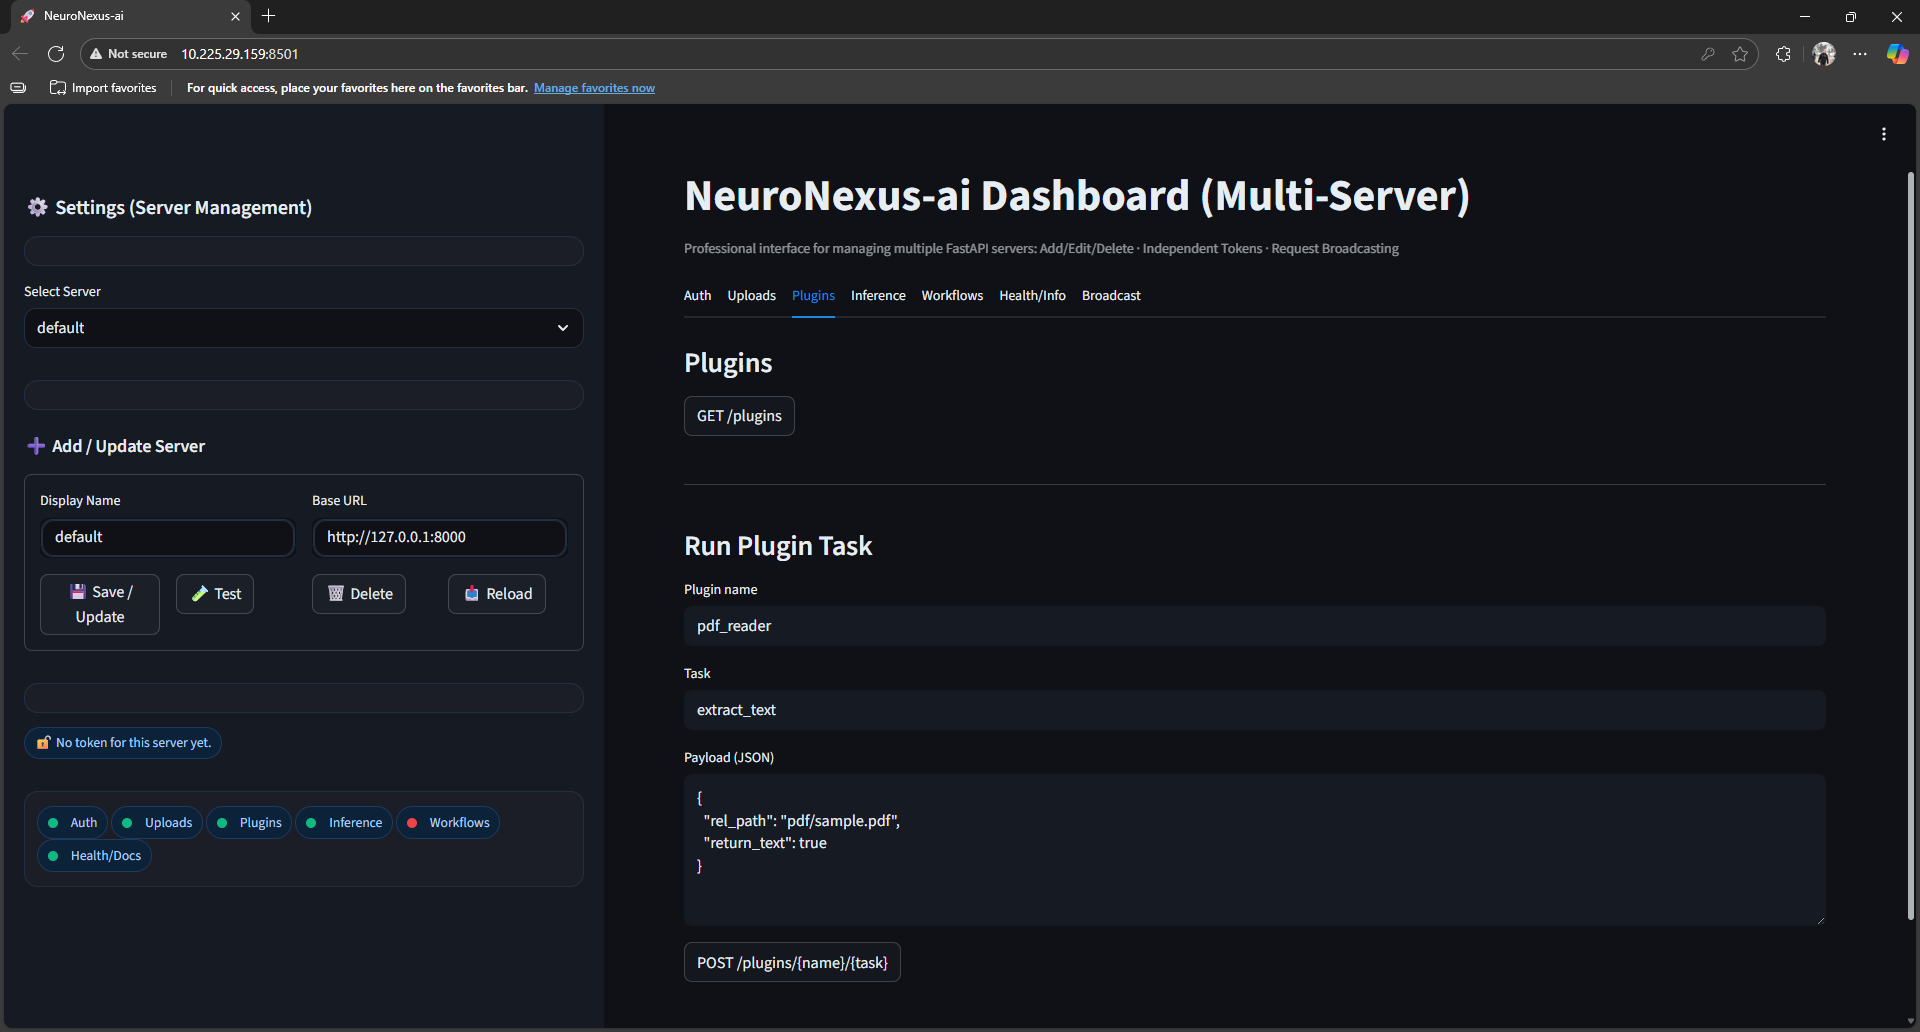 NeuroNexus-ai
Not secure 10.225.29.159:8501
Import favorites
For quick access, place your favorites here on the favorites bar. Manage favorites now
Settings (Server Management)
Select Server
default
Add / Update Server
Display Name
Base URL
default
http://127.0.0.1:8000
Save / Update
Test
Delete
Reload
No token for this server yet.
Auth
Uploads
Plugins
Inference
Workflows
Health/Docs
NeuroNexus-ai Dashboard (Multi-Server)
Professional interface for managing multiple FastAPI servers: Add/Edit/Delete · Independent Tokens · Request Broadcasting
Auth Uploads Plugins Inference Workflows Health/Info Broadcast
Plugins
GET /plugins
Run Plugin Task
Plugin name
pdf_reader
Task
extract_text
Payload (JSON)
{
"rel_path": "pdf/sample.pdf",
"return_text": true
}
POST /plugins/{name}/{task}